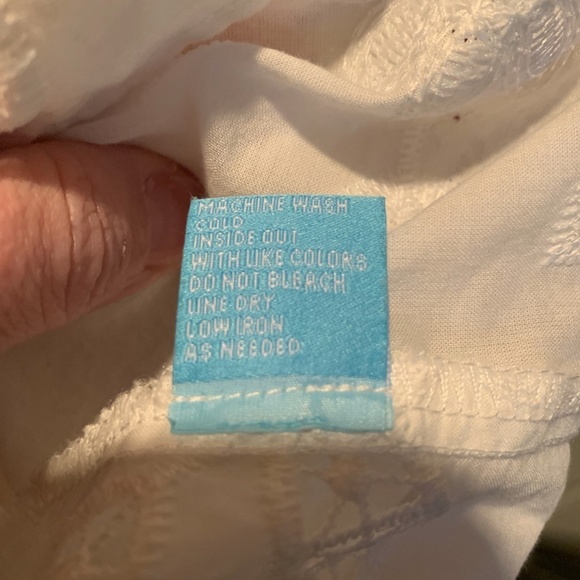 MACHINE WASH
COLD
INSIDE OUT
WITH LIKE COLORS
DO NOT BLEACH
LINE DRY
LOW IRON
AS NEEDED